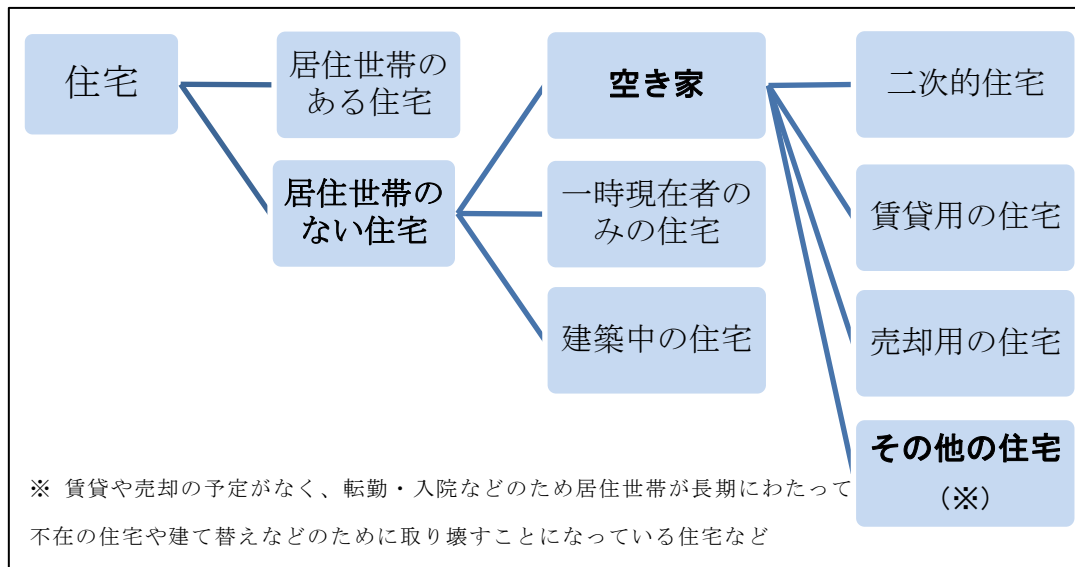 住宅
居住世帯の
ある住宅
居住世帯の
ない住宅
空き家
一時現在者の
みの住宅
建築中の住宅
二次的住宅
賃貸用の住宅
売却用の住宅
その他の住宅
（※）
※ 賃貸や売却の予定がなく、転勤・入院などのため居住世帯が長期にわたって
不在の住宅や建て替えなどのために取り壊すことになっている住宅など